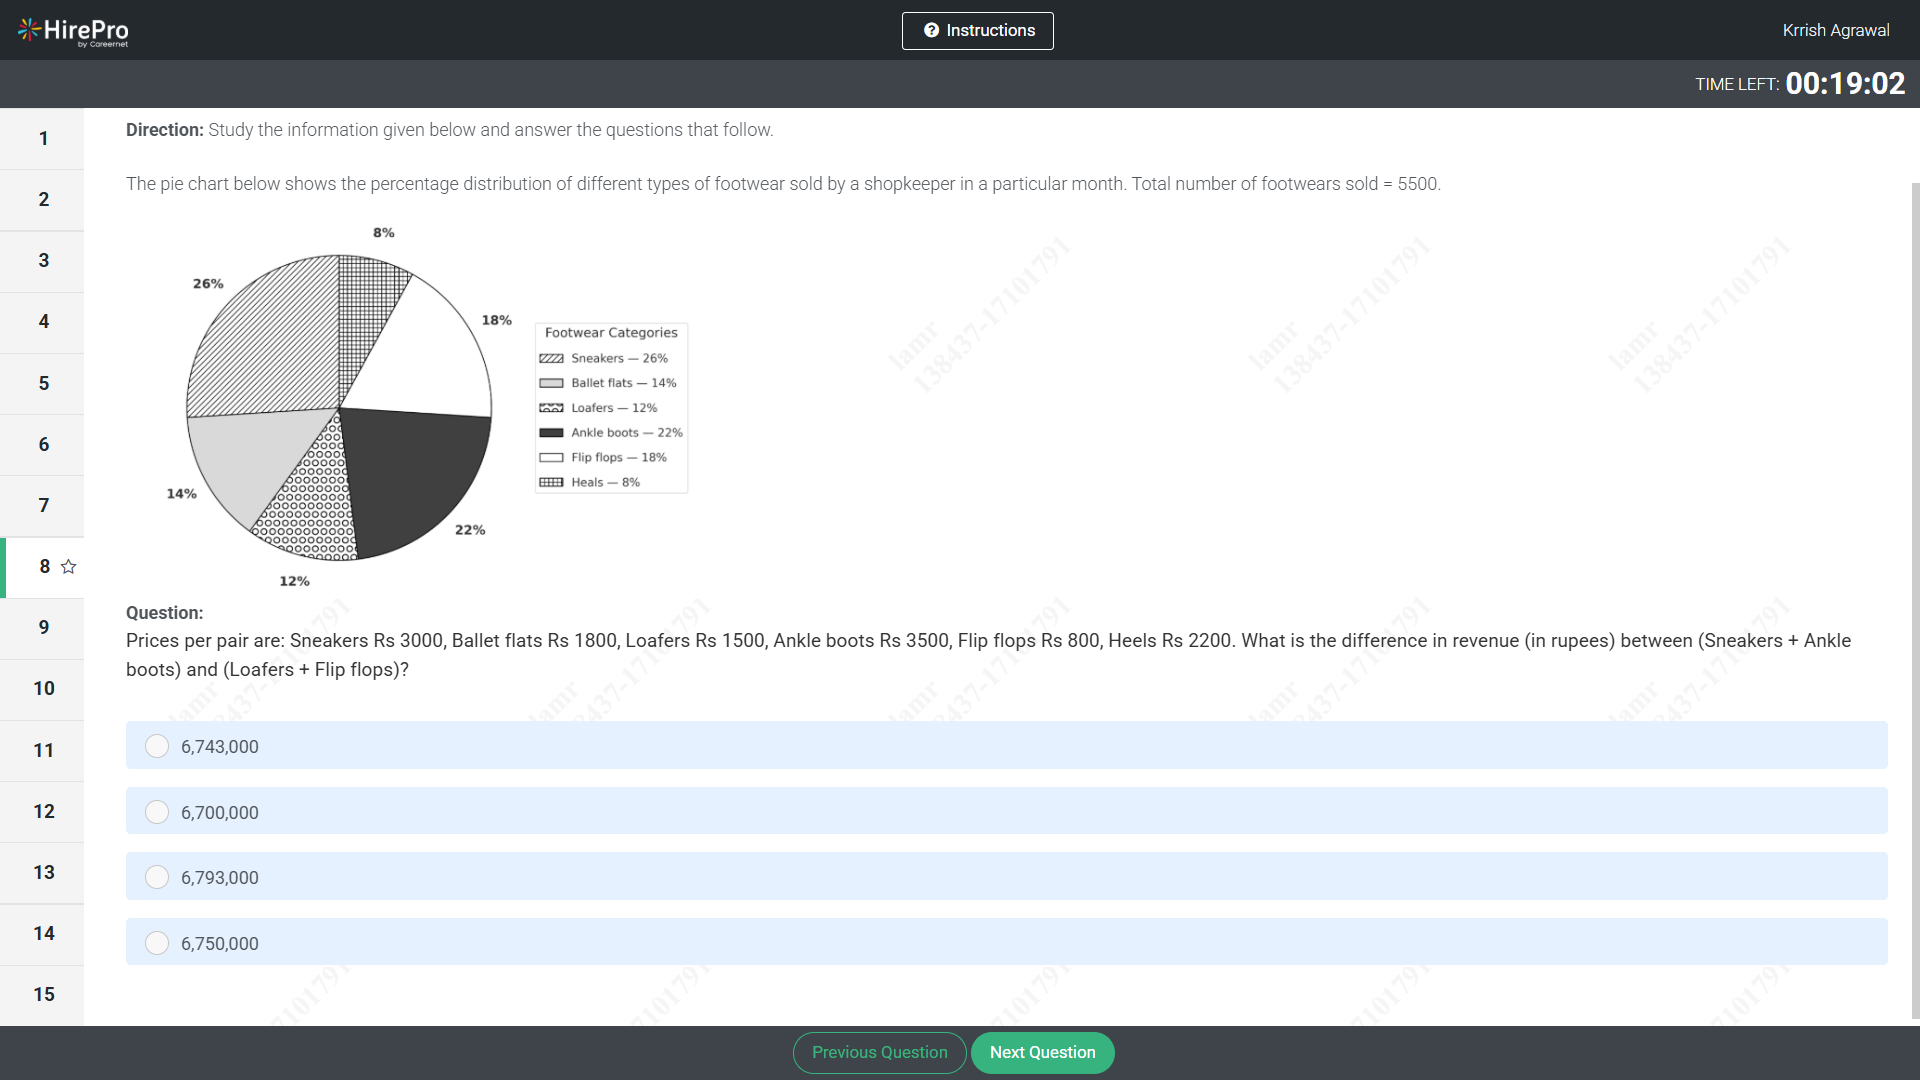 HirePro
by Careernet
Instructions
Krrish Agrawal
TIME LEFT: 00:19:02
1
2
3
4
5
6
7
8
9
10
11
12
13
14
15
Direction: Study the information given below and answer the questions that follow.
The pie chart below shows the percentage distribution of different types of footwear sold by a shopkeeper in a particular month. Total number of footwears sold = 5500.
8%
26%
18%
14%
22%
12%
Footwear Categories
Sneakers — 26%
Ballet flats — 14%
Loafers — 12%
Ankle boots — 22%
Flip flops — 18%
Heals — 8%
lamr
138437-17101791
lamr
138437-17101791
lamr
138437-17101791
Question:
Prices per pair are: Sneakers Rs 3000, Ballet flats Rs 1800, Loafers Rs 1500, Ankle boots Rs 3500, Flip flops Rs 800, Heels Rs 2200. What is the difference in revenue (in rupees) between (Sneakers + Ankle
boots) and (Loafers + Flip flops)?
6,743,000
6,700,000
6,793,000
6,750,000
Previous Question
Next Question